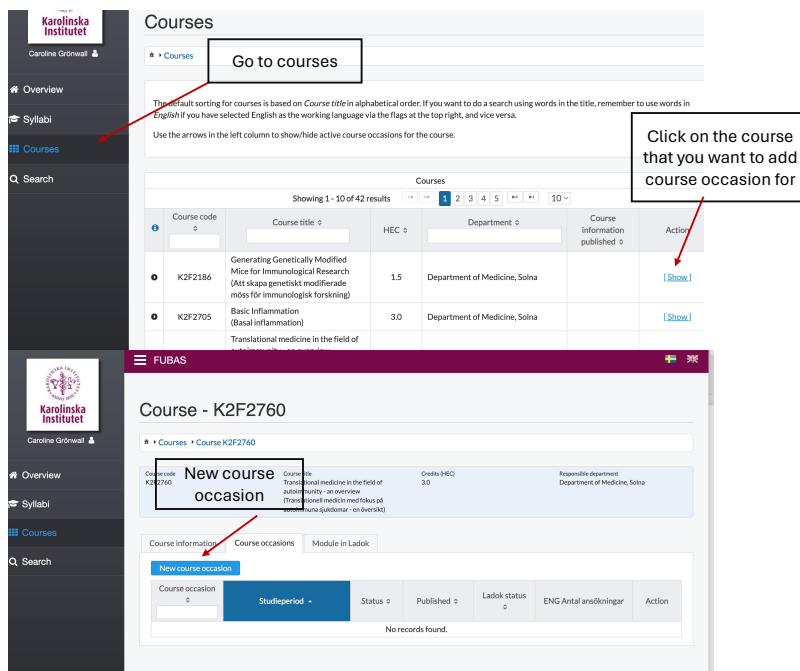 Karolinska
Institutet
Caroline Grönwall
Overview
Syllabi
Courses
Search
Courses
Courses
Go to courses
The default sorting for courses is based on Course title in alphabetical order. If you want to do a search using words in the title, remember to use words in
English if you have selected English as the working language via the flags at the top right, and vice versa.
Use the arrows in the left column to show/hide active course occasions for the course.
Click on the course
that you want to add
course occasion for
Courses
Showing 1 - 10 of 42 results 1 2 3 4 5 10
Course code
Course title
HEC
Department
Course
information
published
Action
K2F2186
Generating Genetically Modified
Mice for Immunological Research
(Att skapa genetiskt modifierade
möss för immunologisk forskning)
1.5
Department of Medicine, Solna
[ Show ]
K2F2705
Basic Inflammation
(Basal inflammation)
3.0
Department of Medicine, Solna
[ Show ]
Translational medicine in the field of
FUBAS
Karolinska
Institutet
Caroline Grönwall
Overview
Syllabi
Courses
Search
Course - K2F2760
Courses Course K2F2760
New course
occasion
Course code
K2F2760
Course title
Translational medicine in the field of
autoimmunity - an overview
(Translationell medicin med fokus på
autoimmuna sjukdomar - en översikt)
Credits (HEC)
3.0
Responsible department
Department of Medicine, Solna
Course information Course occasions Module in Ladok
New course occasion
Course occasion
Studieperiod
Status
Published
Ladok status
ENG Antal ansökningar
Action
No records found.